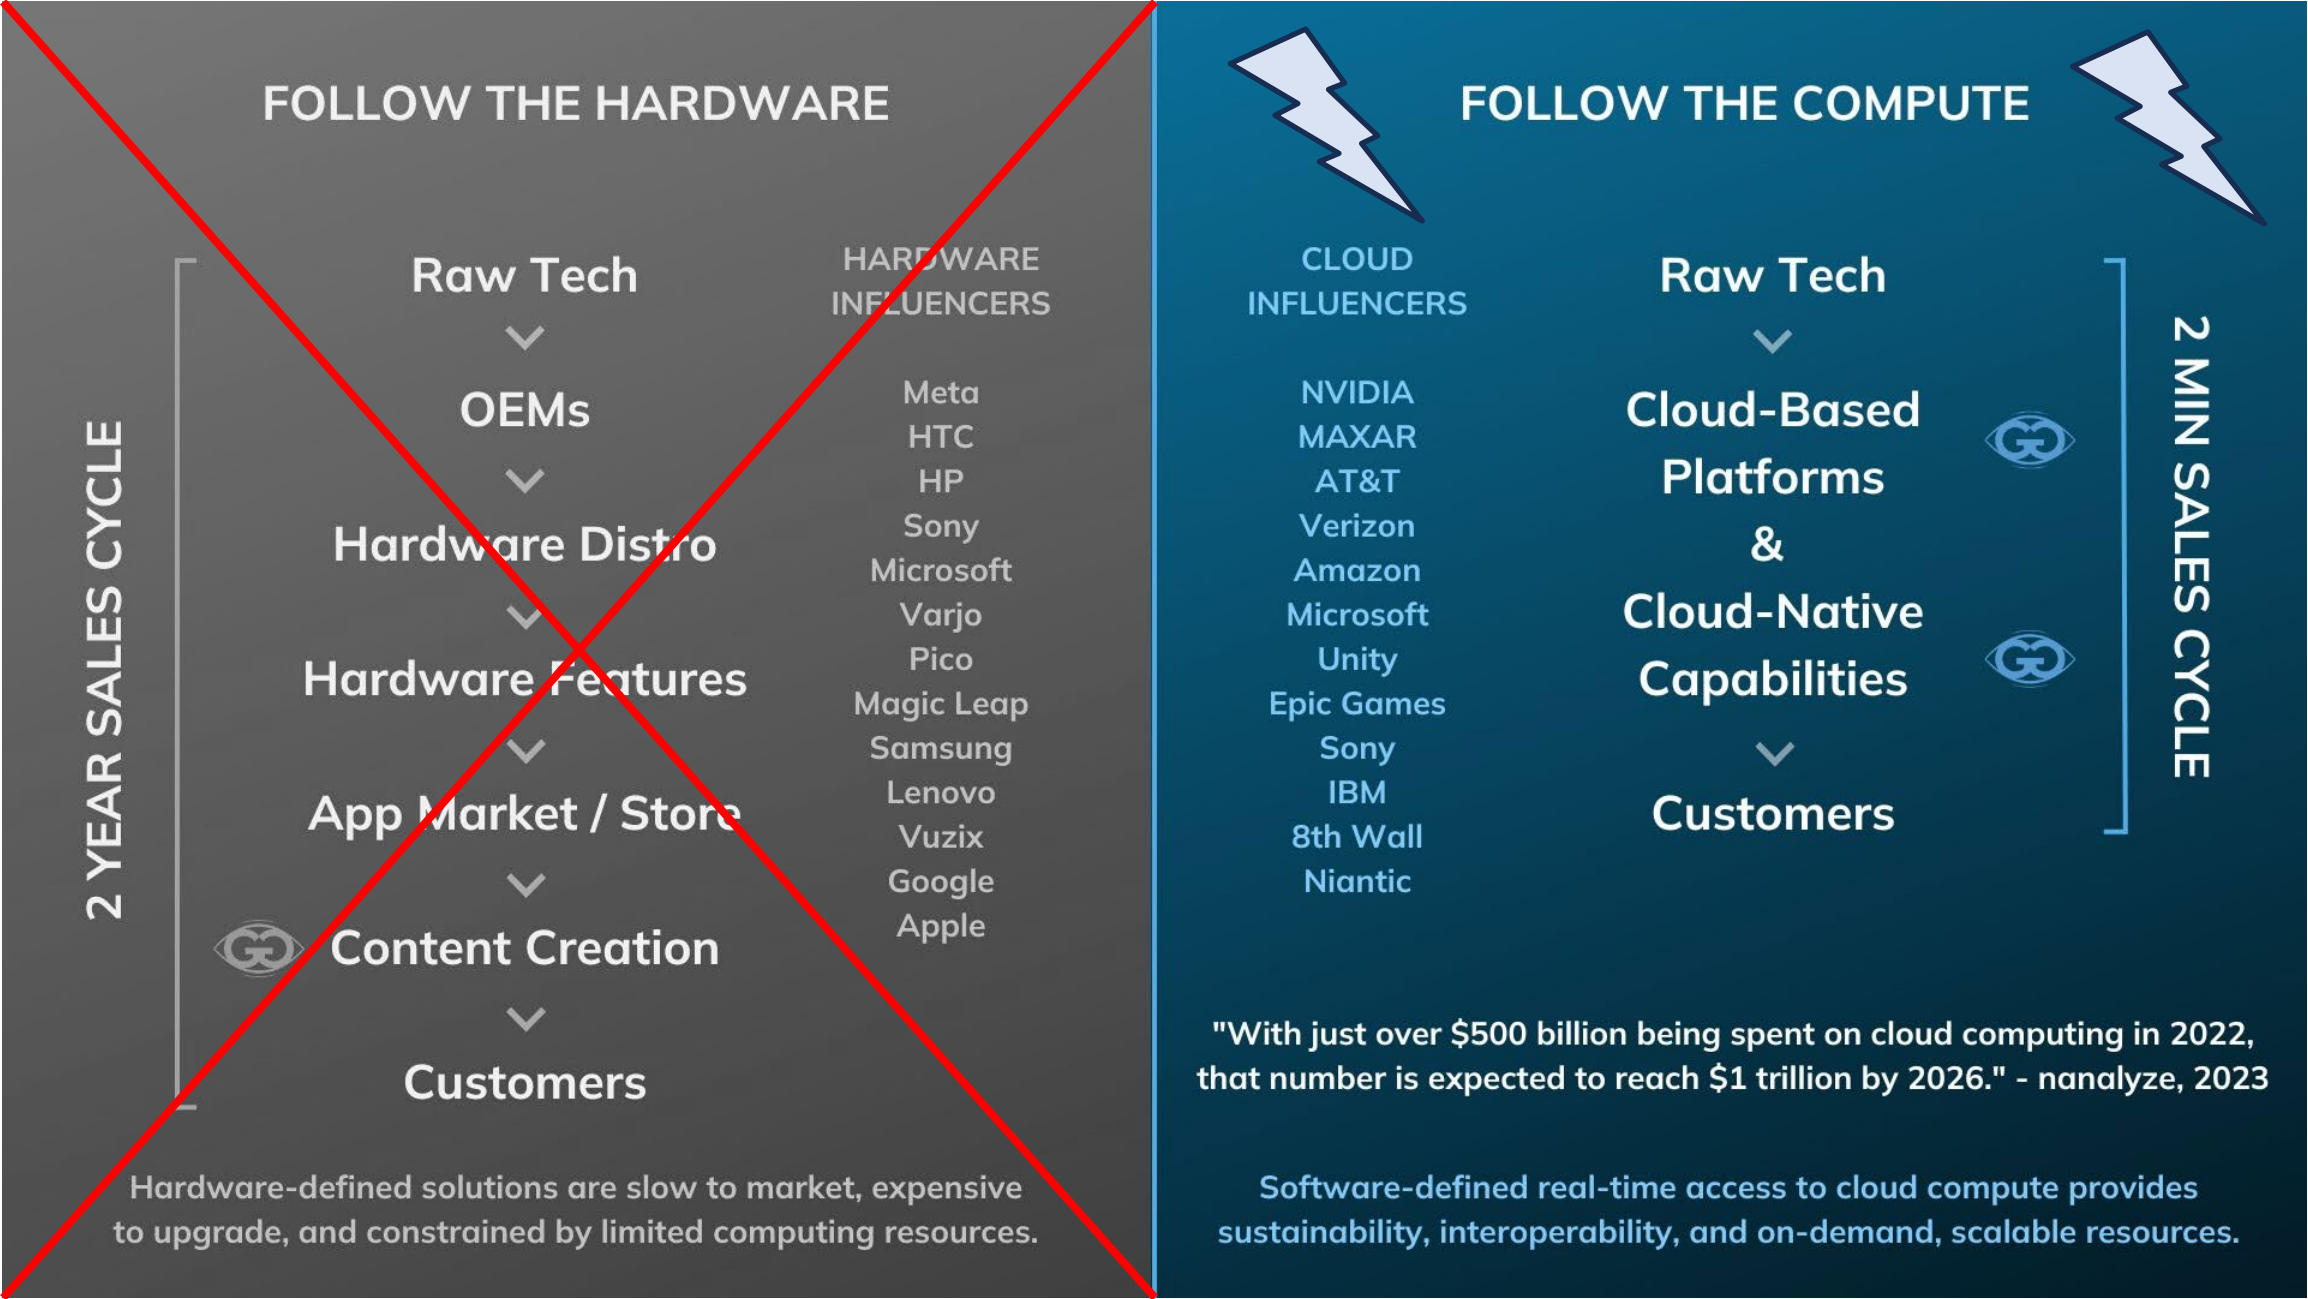 FOLLOW THE HARDWARE
2 YEAR SALES CYCLE
Raw Tech
OEMs
Hardware Distro
Hardware Features
App Market / Store
GG
Content Creation
Customers
HARDWARE
INFLUENCERS
Meta
HTC
HP
Sony
Microsoft
Varjo
Pico
Magic Leap
Samsung
Lenovo
Vuzix
Google
Apple
Hardware-defined solutions are slow to market, expensive
to upgrade, and constrained by limited computing resources.
FOLLOW THE COMPUTE
CLOUD
INFLUENCERS
NVIDIA
MAXAR
AT&T
Verizon
Amazon
Microsoft
Unity
Epic Games
Sony
IBM
8th Wall
Niantic
Raw Tech
Cloud-Based
Platforms
&
Cloud-Native
Capabilities
Customers
GG
GG
2 MIN SALES CYCLE
"With just over $500 billion being spent on cloud computing in 2022,
that number is expected to reach $1 trillion by 2026." - nanalyze, 2023
Software-defined real-time access to cloud compute provides
sustainability, interoperability, and on-demand, scalable resources.